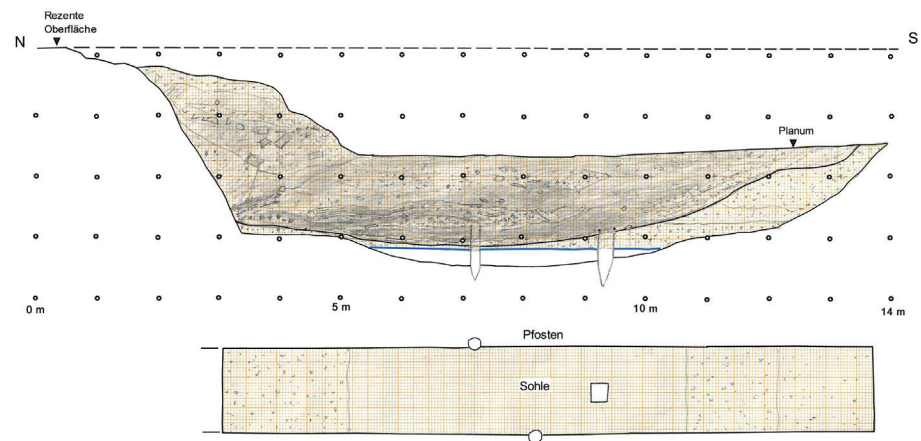 Rezente
Oberfläche
N
S
Planum
0 m
5 m
10 m
14 m
Pfosten
Sohle